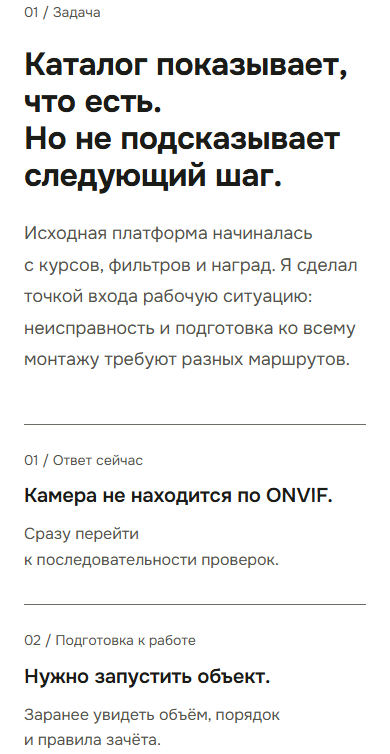 01 / Задача
Каталог показывает,
что есть.
Но не подсказывает
следующий шаг.
Исходная платформа начиналась
с курсов, фильтров и наград. Я сделал
точкой входа рабочую ситуацию:
неисправность и подготовка ко всему
монтажу требуют разных маршрутов.
01 / Ответ сейчас
Камера не находится по ONVIF.
Сразу перейти
к последовательности проверок.
02 / Подготовка к работе
Нужно запустить объект.
Заранее увидеть объём, порядок
и правила зачёта.